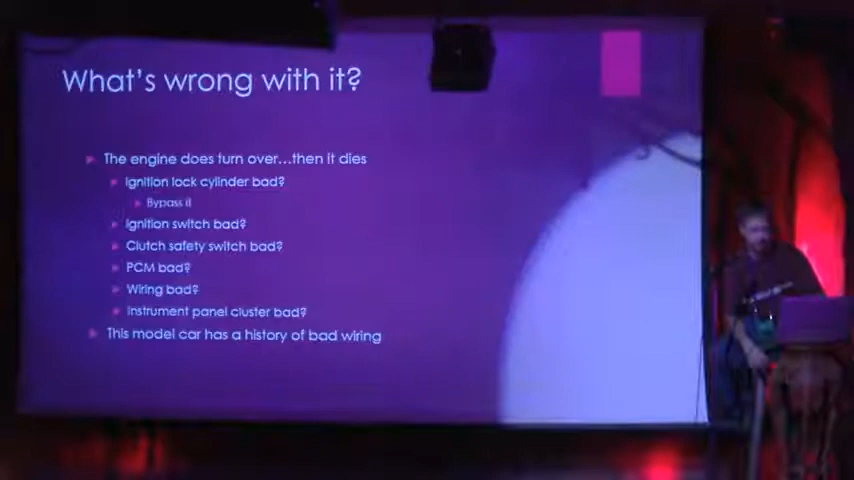 What's wrong with it?
The engine does turn over...then it dies
Ignition lock cylinder bad?
Bypass it
Ignition switch bad?
Clutch safety switch bad?
PCM bad?
Wiring bad?
Instrument panel cluster bad?
This model car has a history of bad wiring